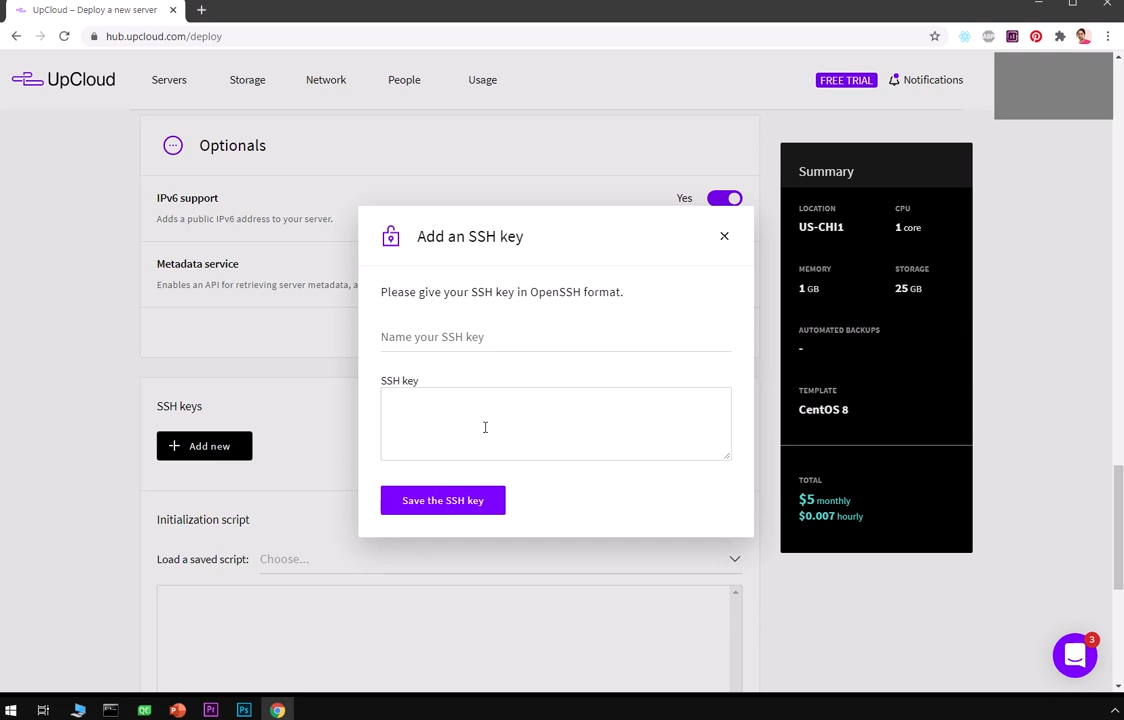 UpCloud – Deploy a new server
hub.upcloud.com/deploy
ABP
UpCloud
Servers
Storage
Network
People
Usage
FREE TRIAL
Notifications
Optionals
IPv6 support
Yes
Adds a public IPv6 address to your server.
Metadata service
Enables an API for retrieving server metadata, a
Add an SSH key
Please give your SSH key in OpenSSH format.
Name your SSH key
SSH key
Save the SSH key
SSH keys
Add new
Initialization script
Load a saved script:
Choose...
Summary
LOCATION
CPU
US-CHI1
1 core
MEMORY
STORAGE
1 GB
25 GB
AUTOMATED BACKUPS
-
TEMPLATE
CentOS 8
TOTAL
$5 monthly
$0.007 hourly
3
Pr
Ps